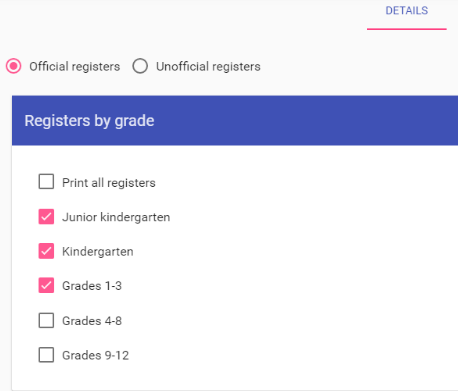 DETAILS
Official registers Unofficial registers
Registers by grade
Print all registers
Junior kindergarten
Kindergarten
Grades 1-3
Grades 4-8
Grades 9-12